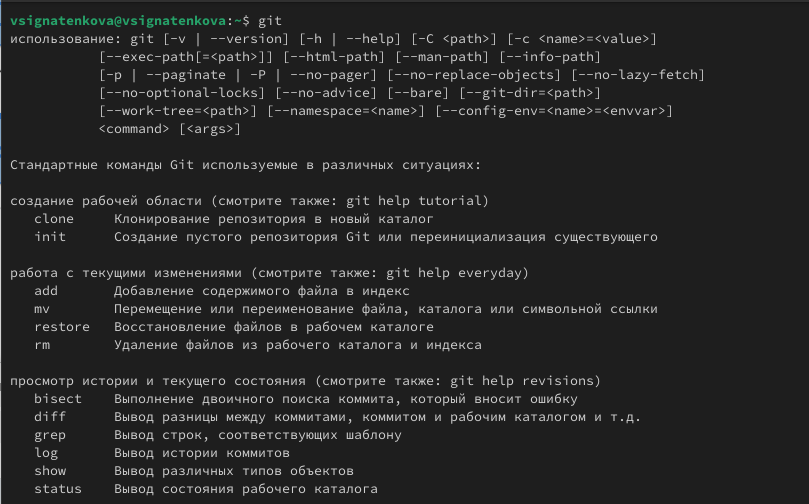 vsignatenkova@vsignatenkova:~$ git
использование: git [-v | --version] [-h | --help] [-C <path>] [-c <name>=<value>]
           [--exec-path[=<path>]] [--html-path] [--man-path] [--info-path]
           [-p | --paginate | -P | --no-pager] [--no-replace-objects] [--no-lazy-fetch]
           [--no-optional-locks] [--no-advice] [--bare] [--git-dir=<path>]
           [--work-tree=<path>] [--namespace=<name>] [--config-env=<name>=<envvar>]
           <command> [<args>]
Стандартные команды Git используемые в различных ситуациях:
создание рабочей области (смотрите также: git help tutorial)
   clone     Клонирование репозитория в новый каталог
   init      Создание пустого репозитория Git или переинициализация существующего
работа с текущими изменениями (смотрите также: git help everyday)
   add       Добавление содержимого файла в индекс
   mv        Перемещение или переименование файла, каталога или символьной ссылки
   restore   Восстановление файлов в рабочем каталоге
   rm        Удаление файлов из рабочего каталога и индекса
просмотр истории и текущего состояния (смотрите также: git help revisions)
   bisect    Выполнение двоичного поиска коммита, который вносит ошибку
   diff      Вывод разницы между коммитами, коммитом и рабочим каталогом и т.д.
   grep      Вывод строк, соответствующих шаблону
   log       Вывод истории коммитов
   show      Вывод различных типов объектов
   status    Вывод состояния рабочего каталога